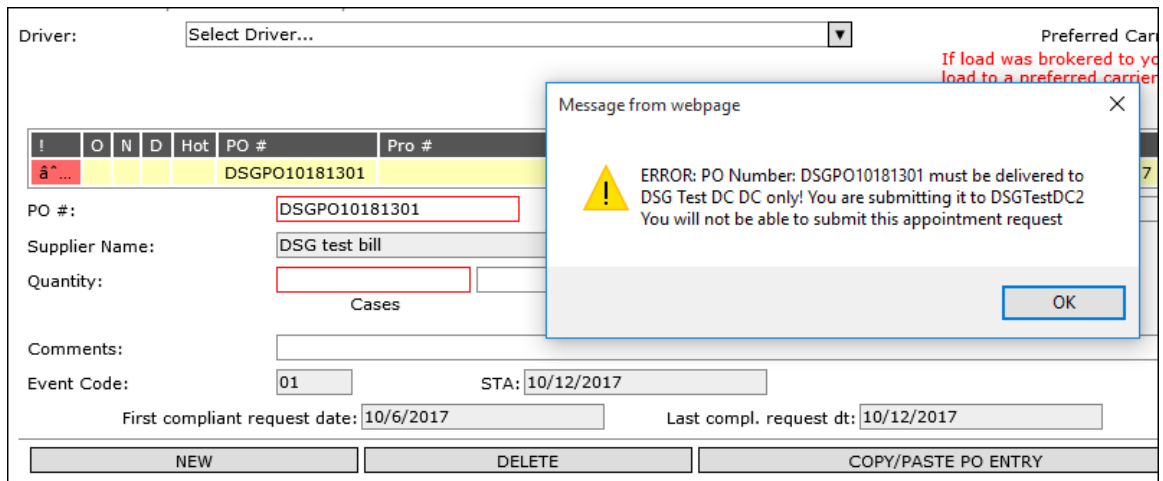 Driver: Select Driver... Preferred
If load was brokered to
load to a preferred carrier
Message from webpage
! O N D Hot PO # Pro #
â^... DSGPO10181301 7
ERROR: PO Number: DSGPO10181301 must be delivered to
DSG Test DC DC only! You are submitting it to DSGTestDC2
You will not be able to submit this appointment request
OK
PO #: DSGPO10181301
Supplier Name: DSG test bill
Quantity:
Cases
Comments:
Event Code: 01 STA: 10/12/2017
First compliant request date: 10/6/2017 Last compl. request dt: 10/12/2017
NEW DELETE COPY/PASTE PO ENTRY